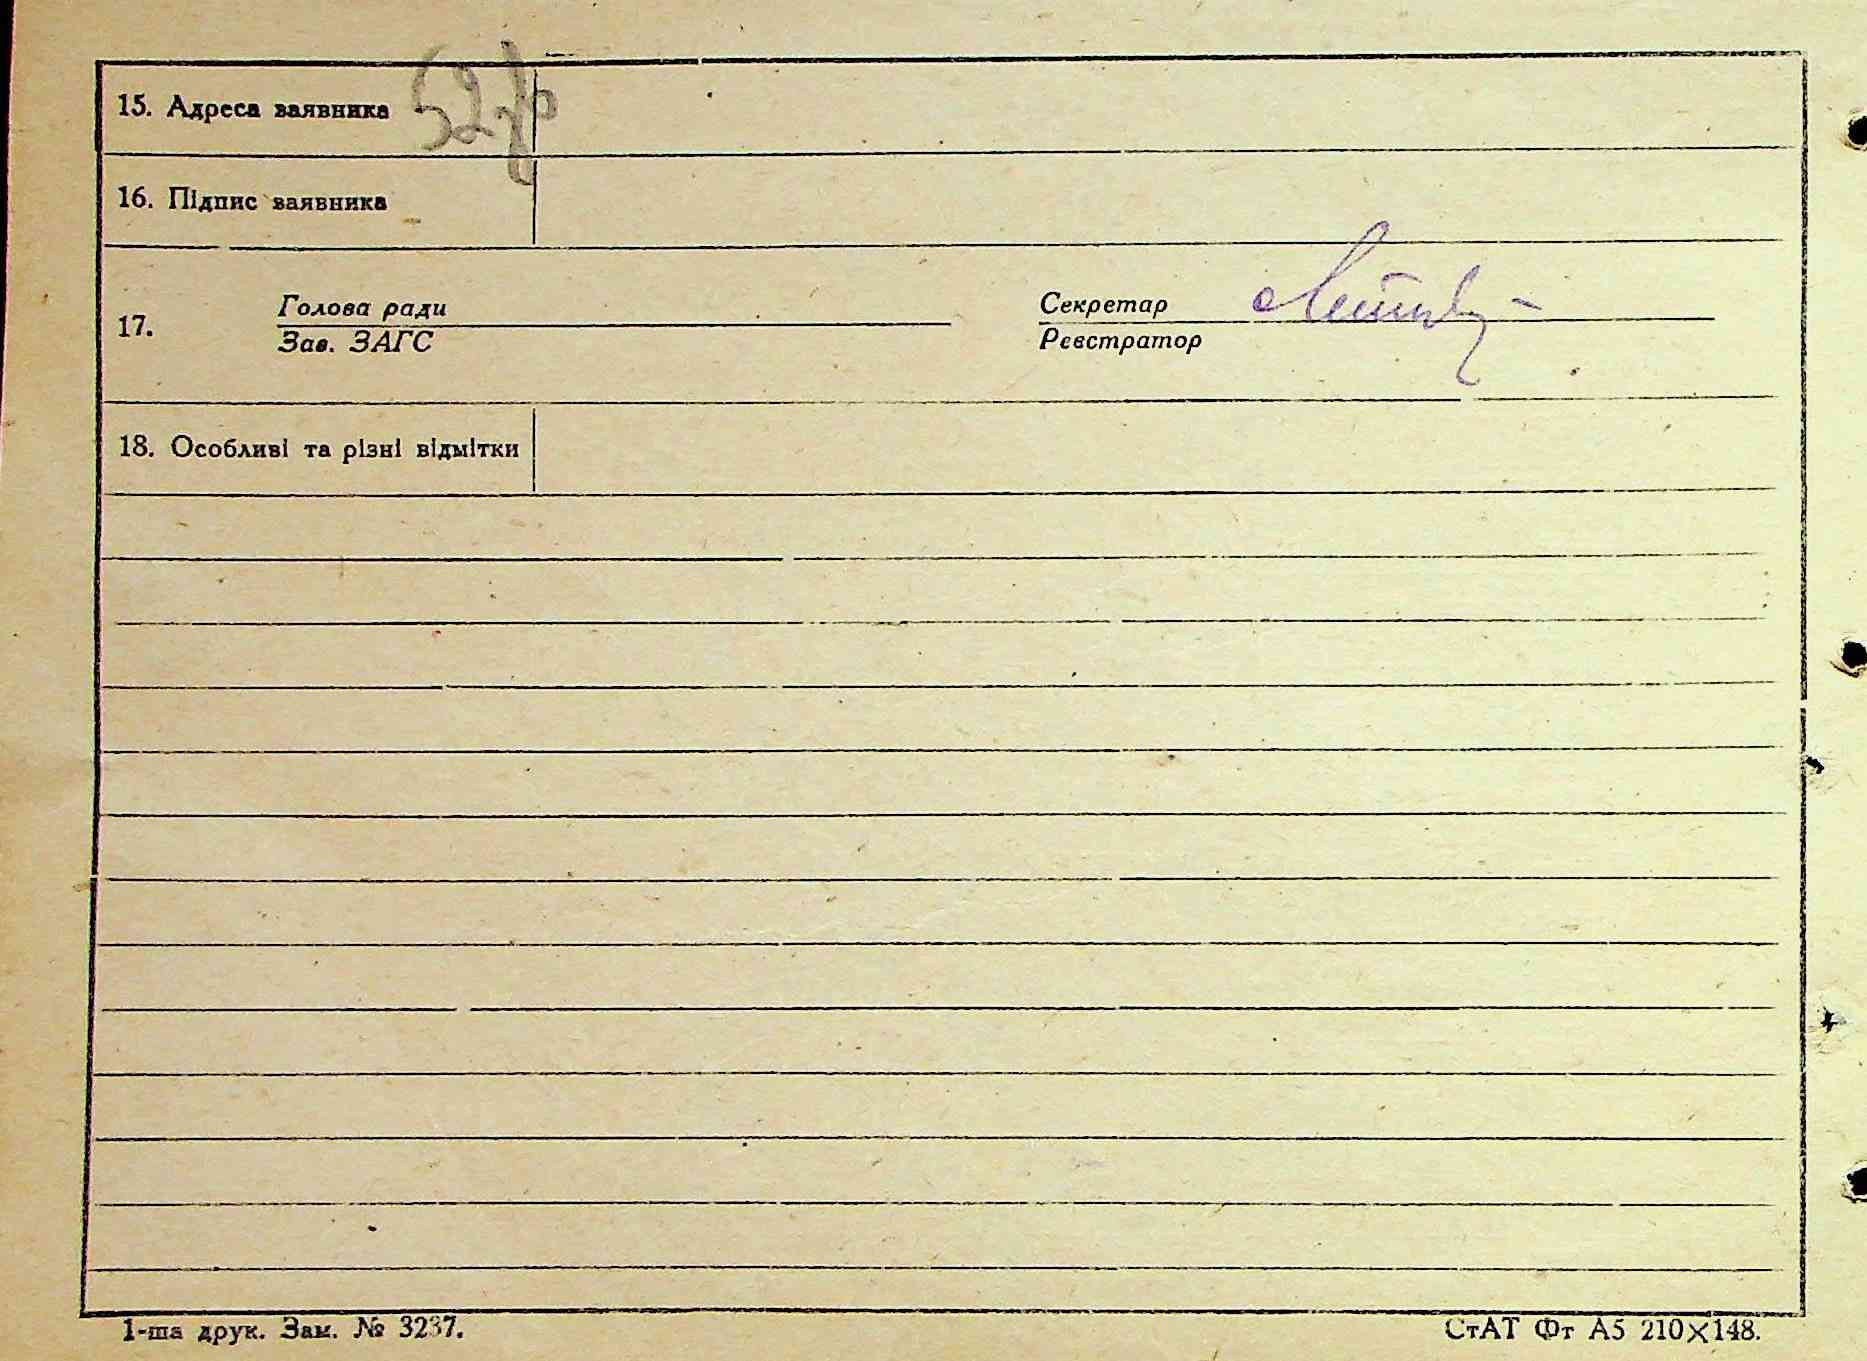 15. Адреса заявника
16. Підпис заявника
17. Голова ради
Зав. ЗАГС
Секретар
Реєстратор
18. Особливі та різні відмітки
1-ша друк. Зам. № 3237.
СтАТ Фт А5 210×148.